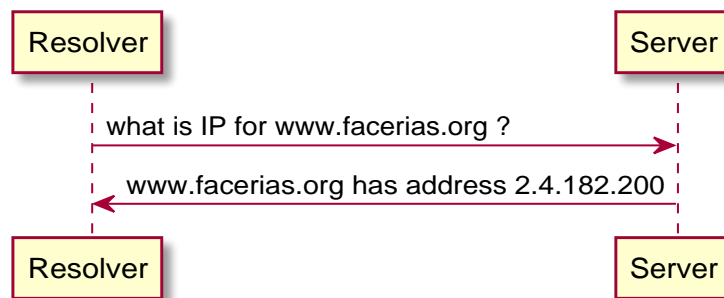 Resolver
Server
what is IP for www.facerias.org ?
www.facerias.org has address 2.4.182.200
Resolver
Server